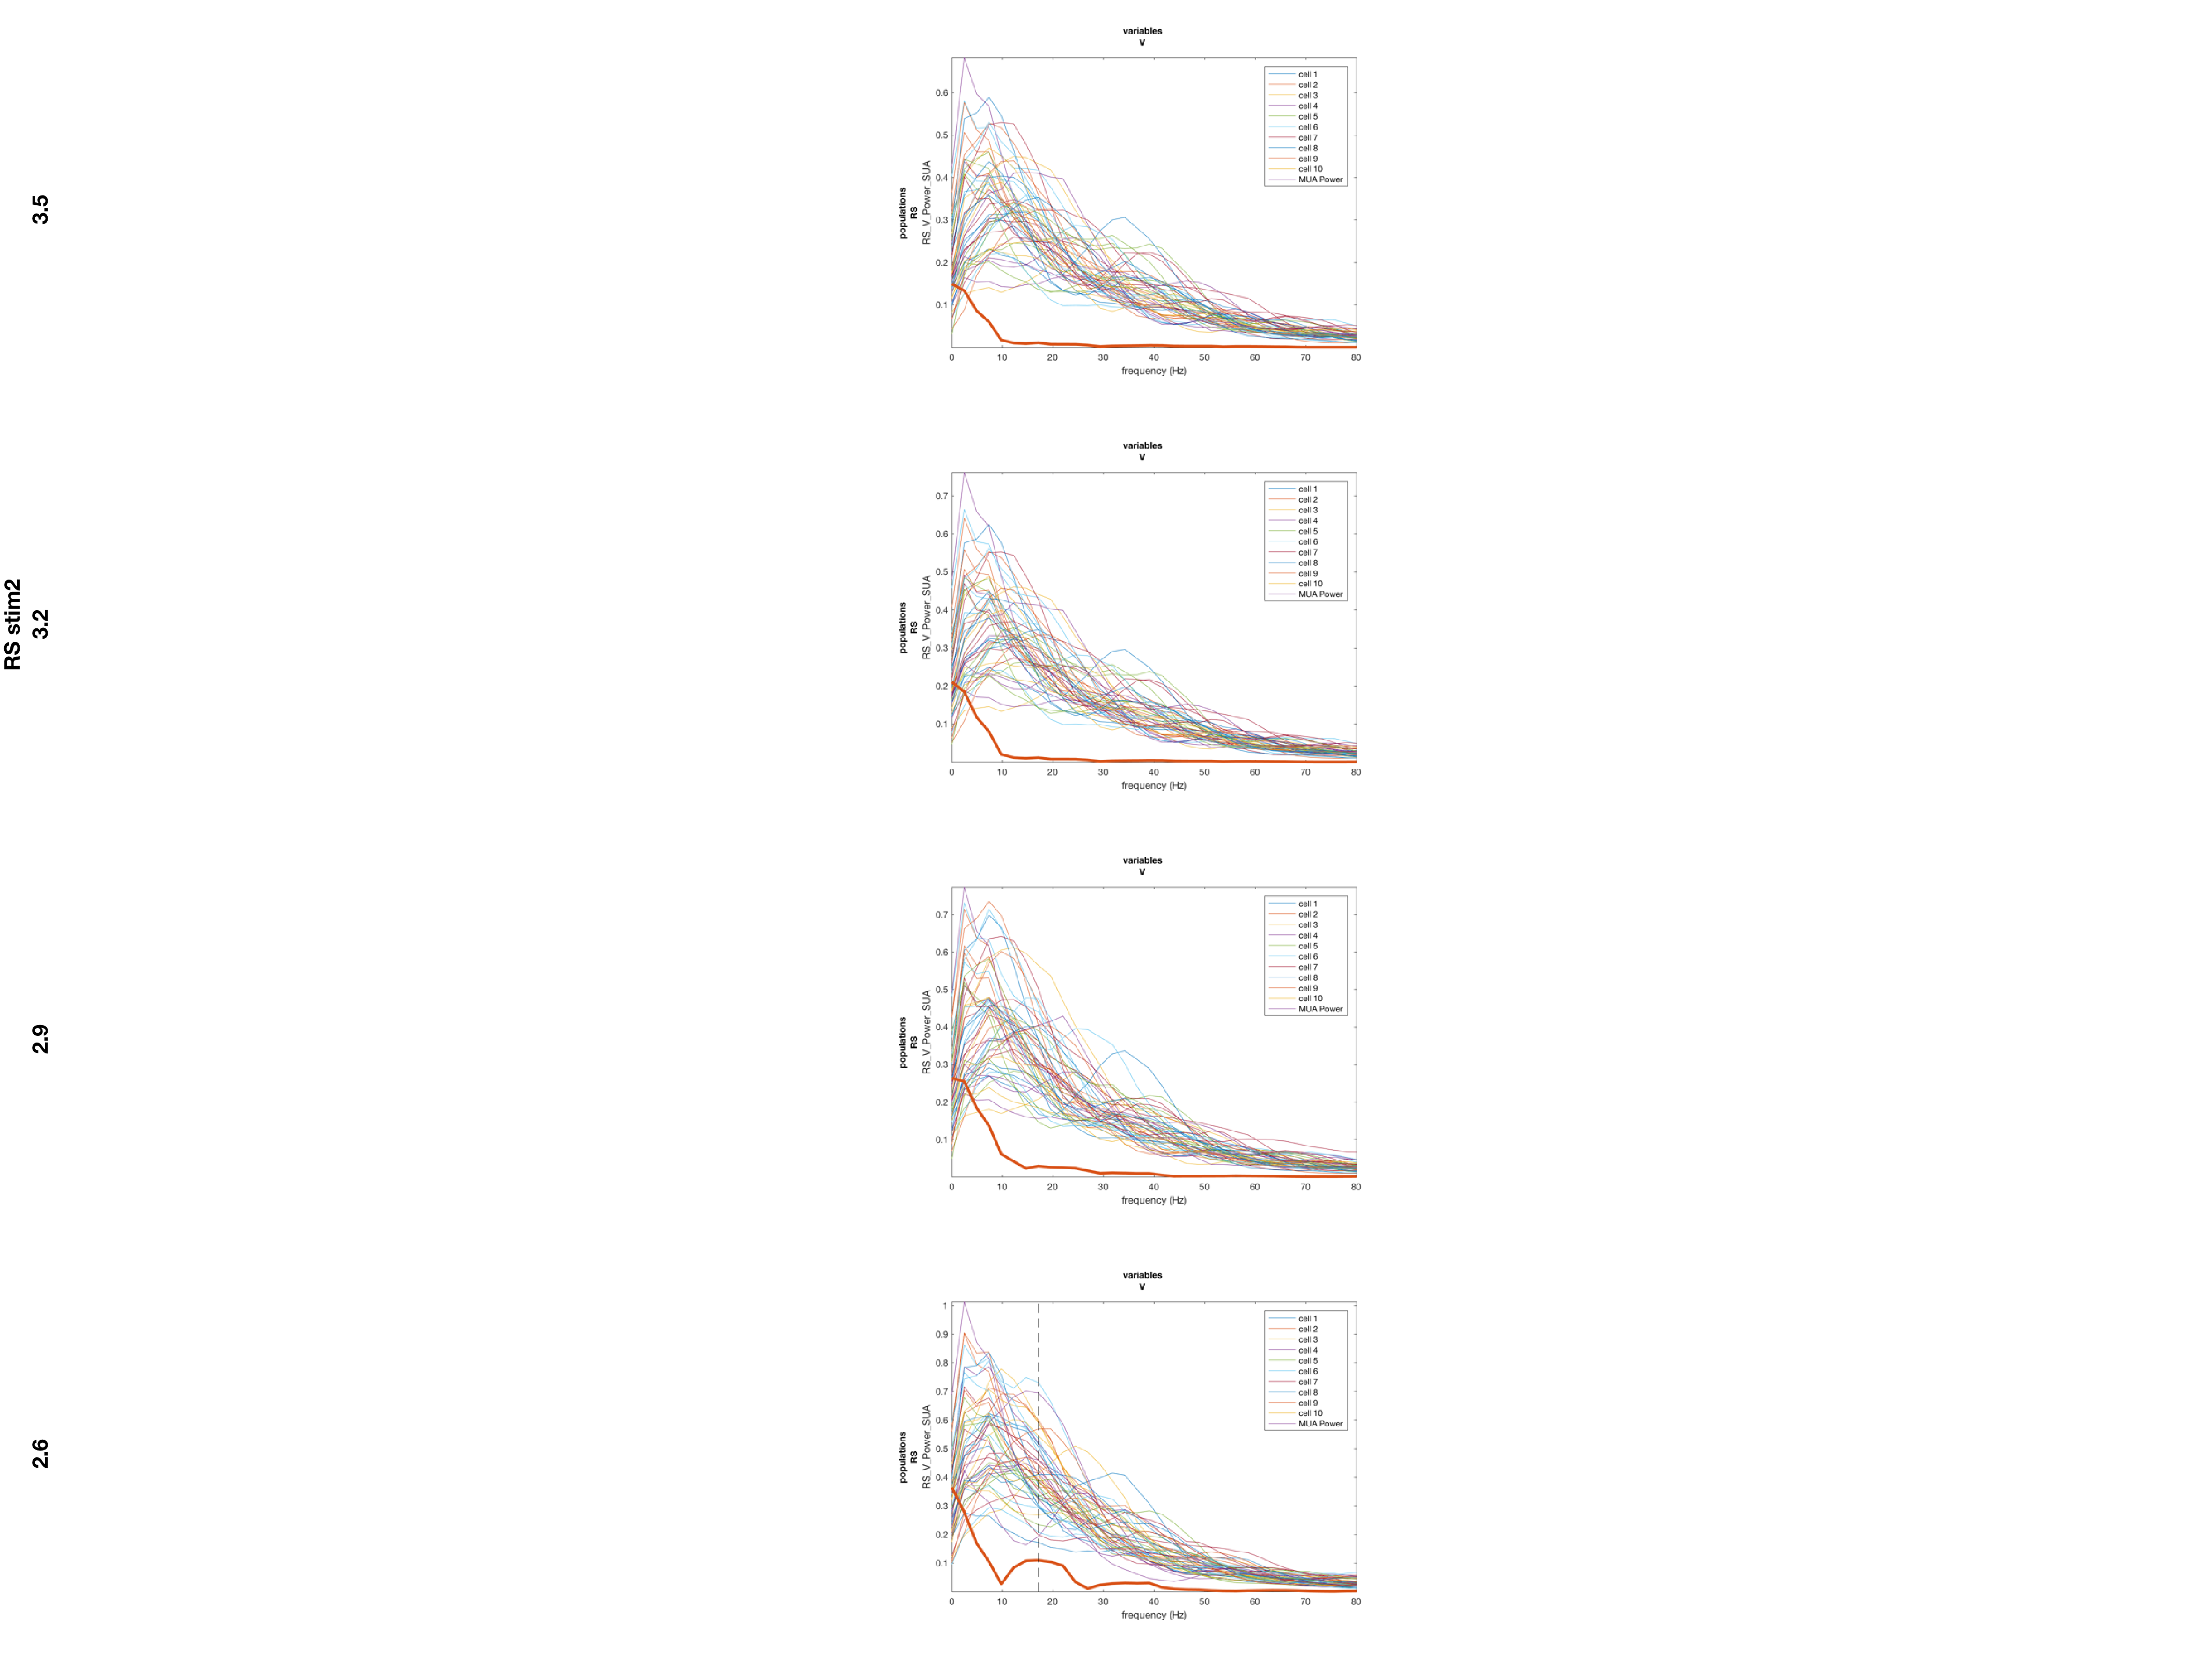 RS stim2
3.5
variables
V
populations
RS
RS_V_Power_SUA
0.6
0.5
0.4
0.3
0.2
0.1
0 10 20 30 40 50 60 70 80
frequency (Hz)
cell 1
cell 2
cell 3
cell 4
cell 5
cell 6
cell 7
cell 8
cell 9
cell 10
MUA Power
3.2
variables
V
populations
RS
RS_V_Power_SUA
0.7
0.6
0.5
0.4
0.3
0.2
0.1
0 10 20 30 40 50 60 70 80
frequency (Hz)
cell 1
cell 2
cell 3
cell 4
cell 5
cell 6
cell 7
cell 8
cell 9
cell 10
MUA Power
2.9
variables
V
populations
RS
RS_V_Power_SUA
0.7
0.6
0.5
0.4
0.3
0.2
0.1
0 10 20 30 40 50 60 70 80
frequency (Hz)
cell 1
cell 2
cell 3
cell 4
cell 5
cell 6
cell 7
cell 8
cell 9
cell 10
MUA Power
2.6
variables
V
populations
RS
RS_V_Power_SUA
1
0.9
0.8
0.7
0.6
0.5
0.4
0.3
0.2
0.1
0 10 20 30 40 50 60 70 80
frequency (Hz)
cell 1
cell 2
cell 3
cell 4
cell 5
cell 6
cell 7
cell 8
cell 9
cell 10
MUA Power